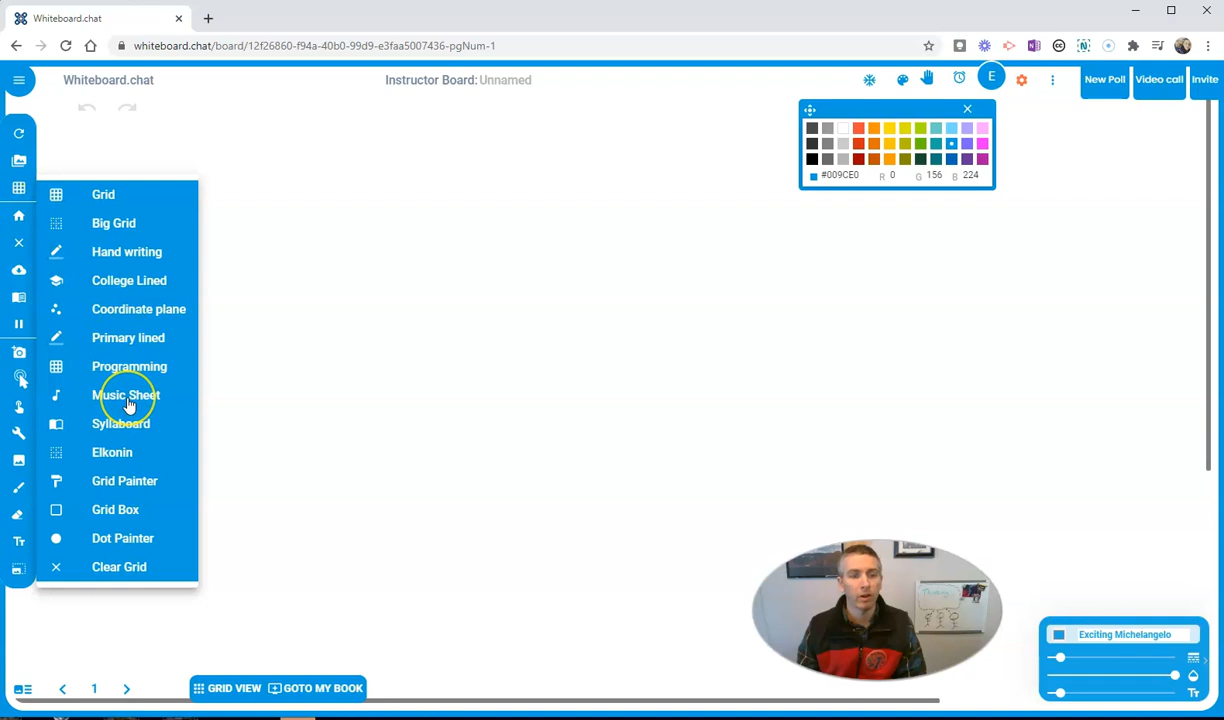 Whiteboard.chat
whiteboard.chat/board/12f26860-f94a-40b0-99d9-e3faa5007436-pgNum-1
Whiteboard.chat
Instructor Board: Unnamed
E
New Poll
Video call
Invite
#009CE0 R 0 G 156 B 224
Grid
Big Grid
Hand writing
College Lined
Coordinate plane
Primary lined
Programming
Music Sheet
Syllaboard
Elkonin
Grid Painter
Grid Box
Dot Painter
Clear Grid
Tт
Thinking
Exciting Michelangelo
Tт
1
GRID VIEW
GOTO MY BOOK